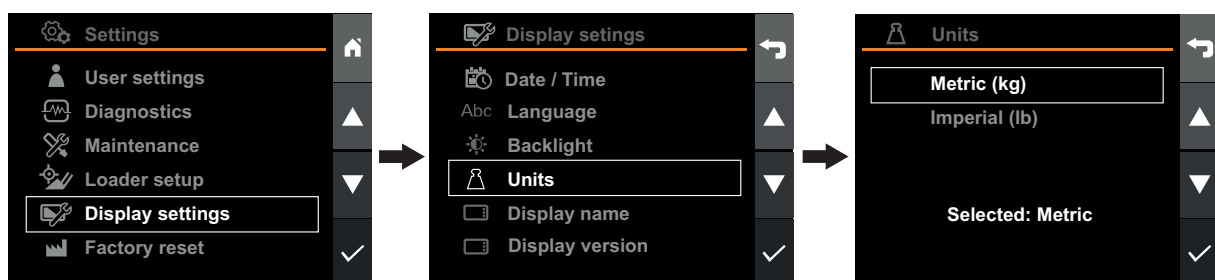 Settings
User settings
Diagnostics
Maintenance
Loader setup
Display settings
Factory reset
Display setings
Date / Time
Abc Language
Backlight
Units
Display name
Display version
Units
Metric (kg)
Imperial (lb)
Selected: Metric